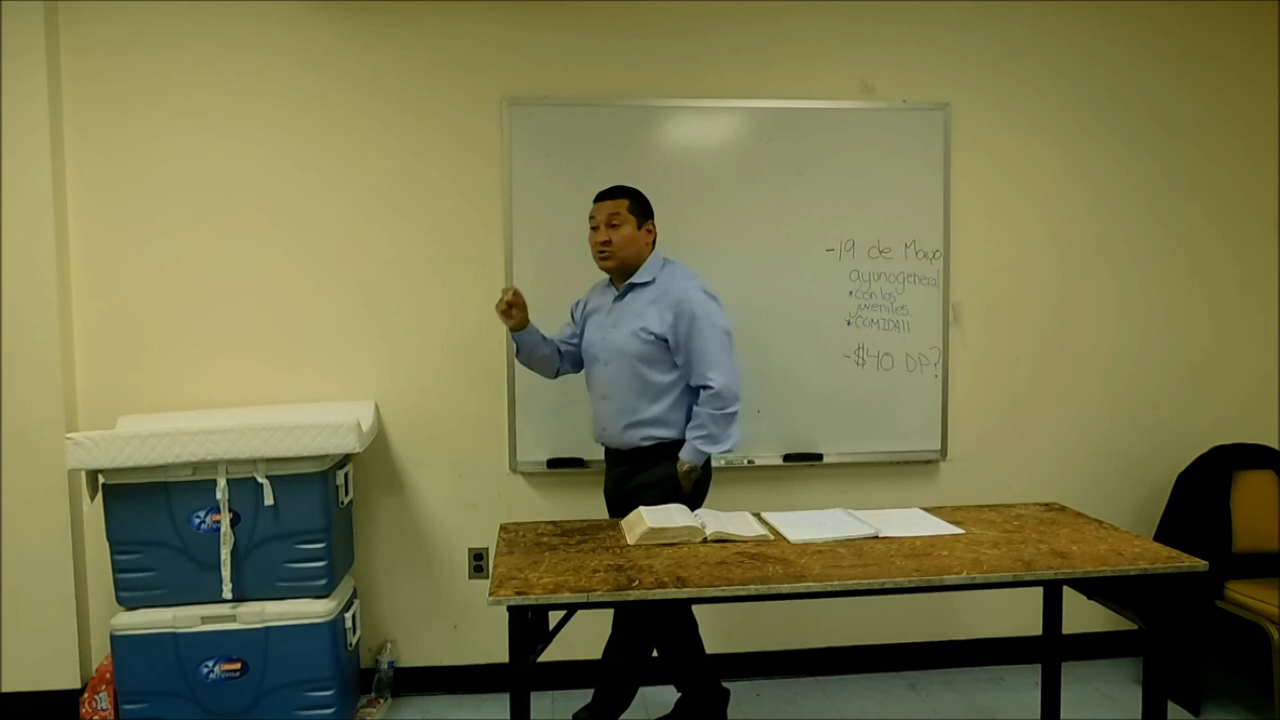 -19 de Mayo
ayuno general
*con los
juveniles.
*COMIDA!!
-$40 DP?